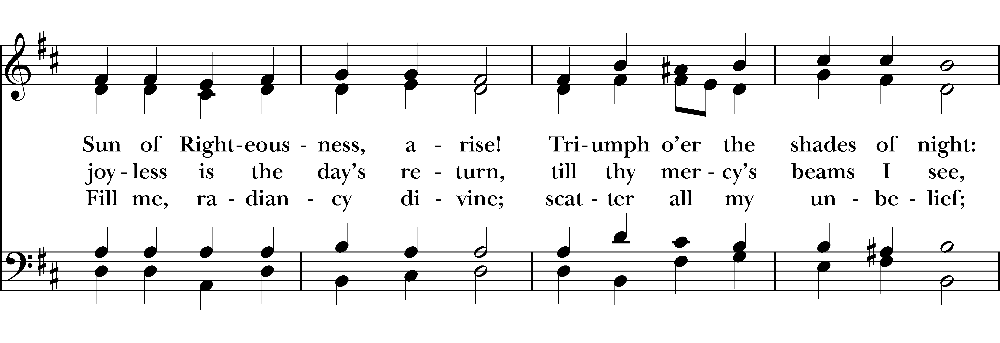 Sun of Right-eous - ness, a - rise! Tri-umph o’er the shades of night:
joy - less is the day’s re - turn, till thy mer - cy’s beams I see,
Fill me, ra - dian - cy di - vine; scat - ter all my un - be - lief;